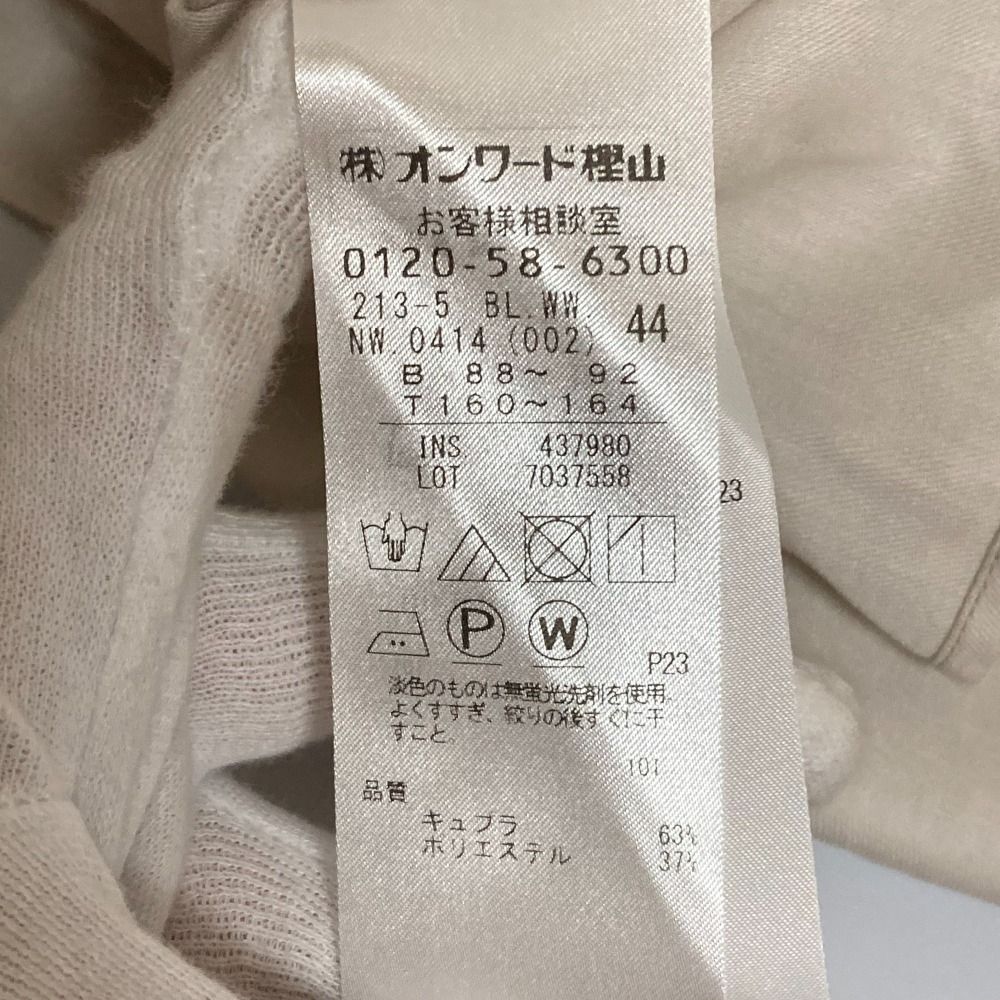 ㈱オンワード樫山
お客様相談室
0120-58-6300
213-5 BL.WW. 44
NW.0414 (002)
B 88～ 92
T160～164
INS 437980
LOT 7037558
23
P W
P23
淡色のものは無蛍光洗剤を使用
よくすすぎ、絞りの後すぐに干
すこと。
101
品質
キュプラ 63%
ポリエステル 37%